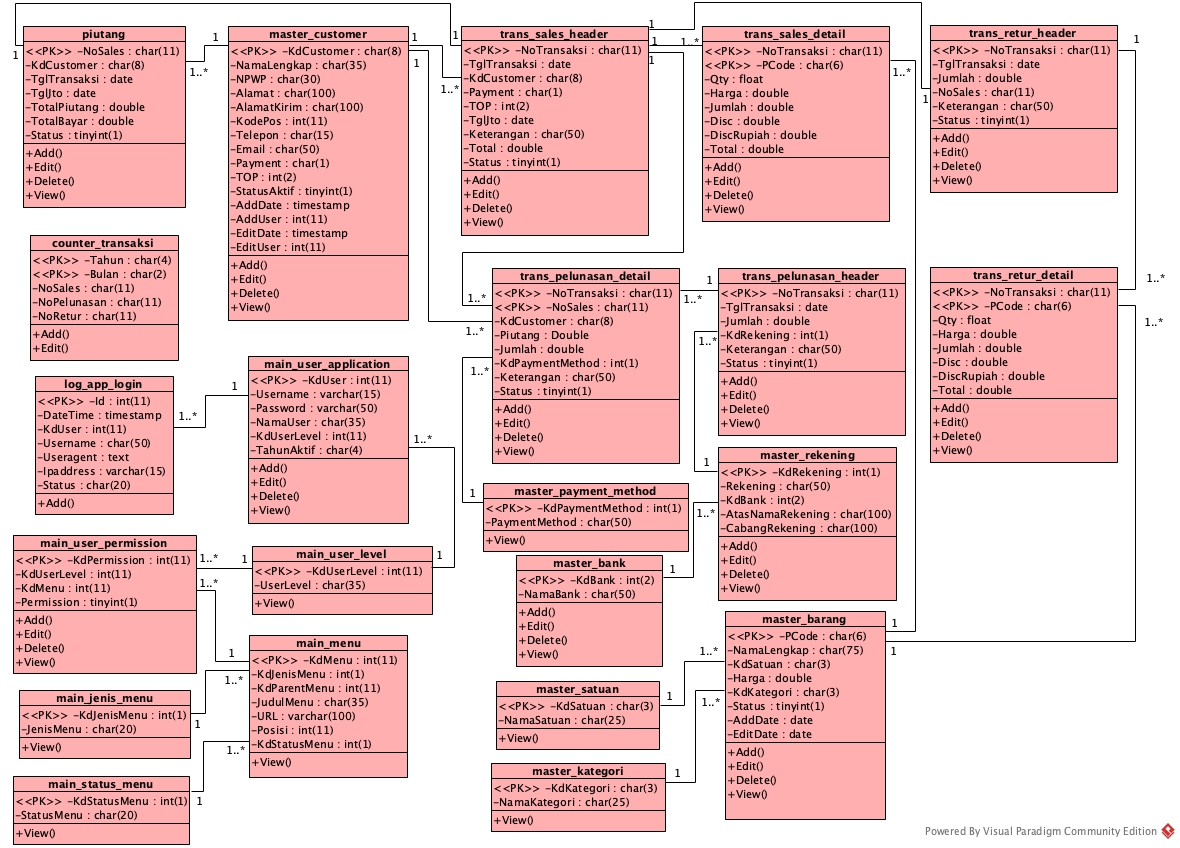 piutang
<<PK>> -NoSales : char(11)
-KdCustomer : char(8)
-TglTransaksi : date
-TglJto : date
-TotalPiutang : double
-TotalBayar : double
-Status : tinyint(1)
+Add()
+Edit()
+Delete()
+View()
1
1..*
1
master_customer
<<PK>> -KdCustomer : char(8)
-NamaLengkap : char(35)
-NPWP : char(30)
-Alamat : char(100)
-AlamatKirim : char(100)
-KodePos : int(11)
-Telepon : char(15)
-Email : char(50)
-Payment : char(1)
-TOP : int(2)
-StatusAktif : tinyint(1)
-AddDate : timestamp
-AddUser : int(11)
-EditDate : timestamp
-EditUser : int(11)
+Add()
+Edit()
+Delete()
+View()
1
1
1
1..*
trans_sales_header
<<PK>> -NoTransaksi : char(11)
-TglTransaksi : date
-KdCustomer : char(8)
-Payment : char(1)
-TOP : int(2)
-TglJto : date
-Keterangan : char(50)
-Total : double
-Status : tinyint(1)
+Add()
+Edit()
+Delete()
+View()
1
1
1
1..*
trans_sales_detail
<<PK>> -NoTransaksi : char(11)
<<PK>> -PCode : char(6)
-Qty : float
-Harga : double
-Jumlah : double
-Disc : double
-DiscRupiah : double
-Total : double
+Add()
+Edit()
+Delete()
+View()
1..*
1
trans_retur_header
<<PK>> -NoTransaksi : char(11)
-TglTransaksi : date
-Jumlah : double
-NoSales : char(11)
-Keterangan : char(50)
-Status : tinyint(1)
+Add()
+Edit()
+Delete()
+View()
1
counter_transaksi
<<PK>> -Tahun : char(4)
<<PK>> -Bulan : char(2)
-NoSales : char(11)
-NoPelunasan : char(11)
-NoRetur : char(11)
+Add()
+Edit()
1..*
1..*
trans_pelunasan_detail
<<PK>> -NoTransaksi : char(11)
<<PK>> -NoSales : char(11)
-KdCustomer : char(8)
-Piutang : Double
-Jumlah : double
-KdPaymentMethod : int(1)
-Keterangan : char(50)
-Status : tinyint(1)
+Add()
+Edit()
+Delete()
+View()
1..*
1
1..*
trans_pelunasan_header
<<PK>> -NoTransaksi : char(11)
-TglTransaksi : date
-Jumlah : double
-KdRekening : int(1)
-Keterangan : char(50)
-Status : tinyint(1)
+Add()
+Edit()
+Delete()
+View()
1..*
trans_retur_detail
<<PK>> -NoTransaksi : char(11)
<<PK>> -PCode : char(6)
-Qty : float
-Harga : double
-Jumlah : double
-Disc : double
-DiscRupiah : double
-Total : double
+Add()
+Edit()
+Delete()
+View()
1..*
1..*
log_app_login
<<PK>> -Id : int(11)
-DateTime : timestamp
-KdUser : int(11)
-Username : char(50)
-Useragent : text
-Ipaddress : varchar(15)
-Status : char(20)
+Add()
1..*
1
main_user_application
<<PK>> -KdUser : int(11)
-Username : varchar(15)
-Password : varchar(50)
-NamaUser : char(35)
-KdUserLevel : int(11)
-TahunAktif : char(4)
+Add()
+Edit()
+Delete()
+View()
1..*
1
master_payment_method
<<PK>> -KdPaymentMethod : int(1)
-PaymentMethod : char(50)
+View()
1
master_rekening
<<PK>> -KdRekening : int(1)
-Rekening : char(50)
-KdBank : int(2)
-AtasNamaRekening : char(100)
-CabangRekening : char(100)
+Add()
+Edit()
+Delete()
+View()
1..*
main_user_permission
<<PK>> -KdPermission : int(11)
-KdUserLevel : int(11)
-KdMenu : int(11)
-Permission : tinyint(1)
+Add()
+Edit()
+Delete()
+View()
1..*
1..*
1
main_user_level
<<PK>> -KdUserLevel : int(11)
-UserLevel : char(35)
+View()
1
master_bank
<<PK>> -KdBank : int(2)
-NamaBank : char(50)
+Add()
+Edit()
+Delete()
+View()
1
main_menu
<<PK>> -KdMenu : int(11)
-KdJenisMenu : int(1)
-KdParentMenu : int(11)
-JudulMenu : char(35)
-URL : varchar(100)
-Posisi : int(11)
-KdStatusMenu : int(1)
+View()
1
1..*
1..*
master_barang
<<PK>> -PCode : char(6)
-NamaLengkap : char(75)
-KdSatuan : char(3)
-Harga : double
-KdKategori : char(3)
-Status : tinyint(1)
-AddDate : date
-EditDate : date
+Add()
+Edit()
+Delete()
+View()
1
1
1..*
1..*
main_jenis_menu
<<PK>> -KdJenisMenu : int(1)
-JenisMenu : char(20)
+View()
1
master_satuan
<<PK>> -KdSatuan : char(3)
-NamaSatuan : char(25)
+View()
1
main_status_menu
<<PK>> -KdStatusMenu : int(1)
-StatusMenu : char(20)
+View()
1
master_kategori
<<PK>> -KdKategori : char(3)
-NamaKategori : char(25)
+View()
1
Powered By Visual Paradigm Community Edition